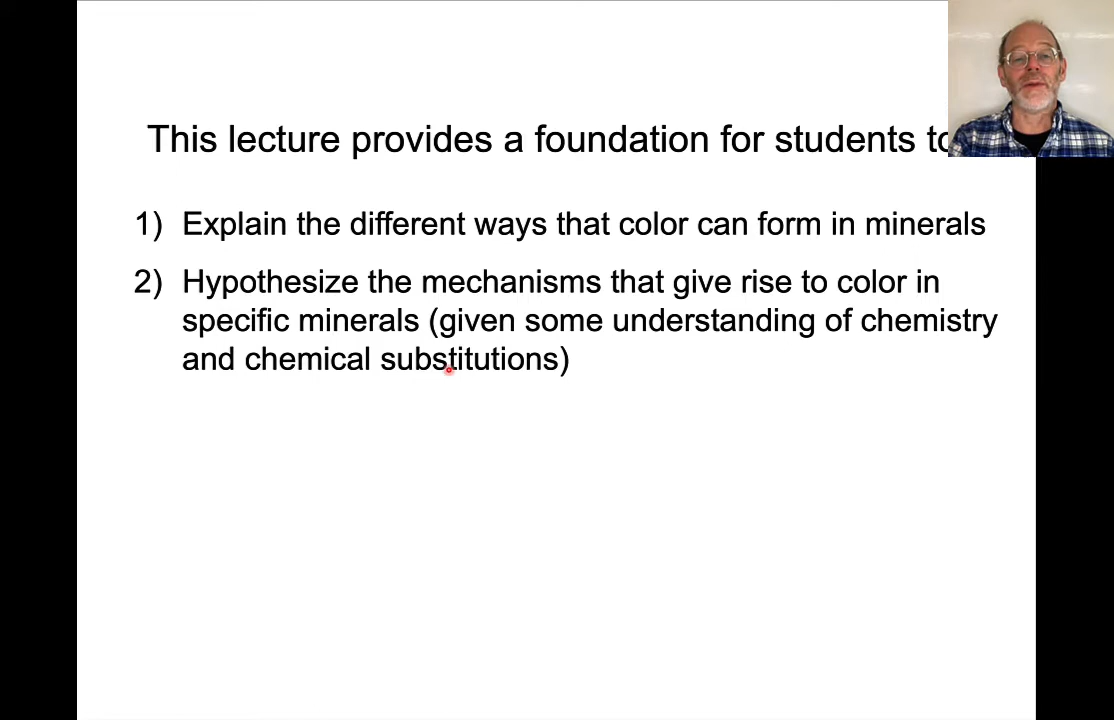 This lecture provides a foundation for students to
1) Explain the different ways that color can form in minerals
2) Hypothesize the mechanisms that give rise to color in
specific minerals (given some understanding of chemistry
and chemical substitutions)